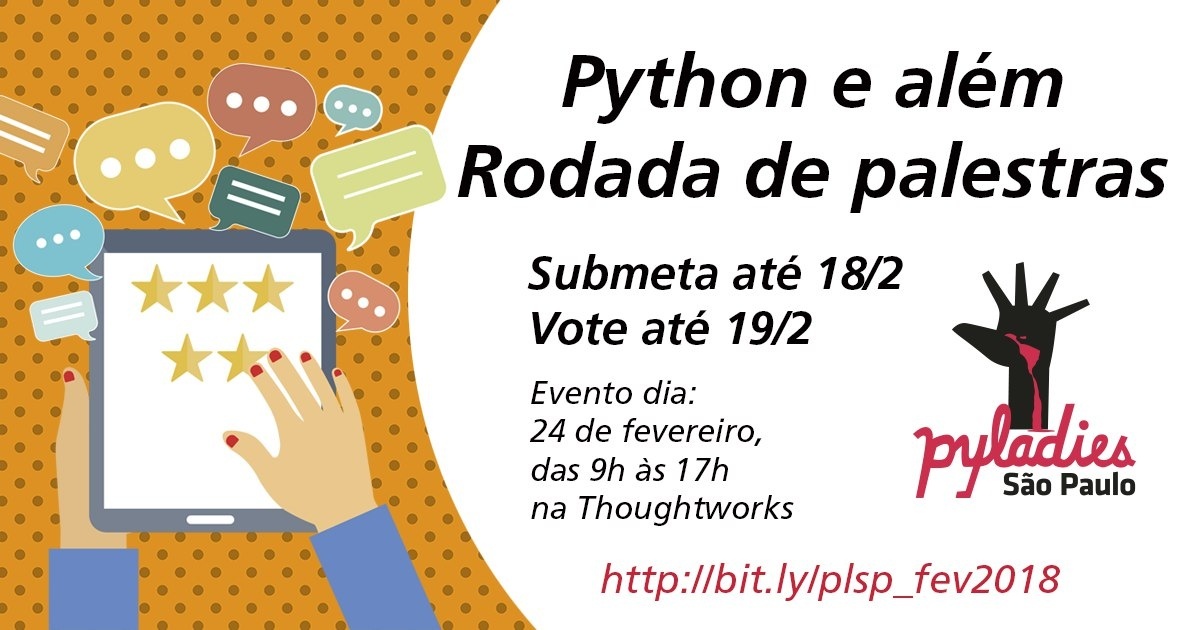 Python e além
Rodada de palestras
Submeta até 18/2
Vote até 19/2
Evento dia:
24 de fevereiro,
das 9h às 17h
na Thoughtworks
pyladies
São Paulo
http://bit.ly/plsp_fev2018